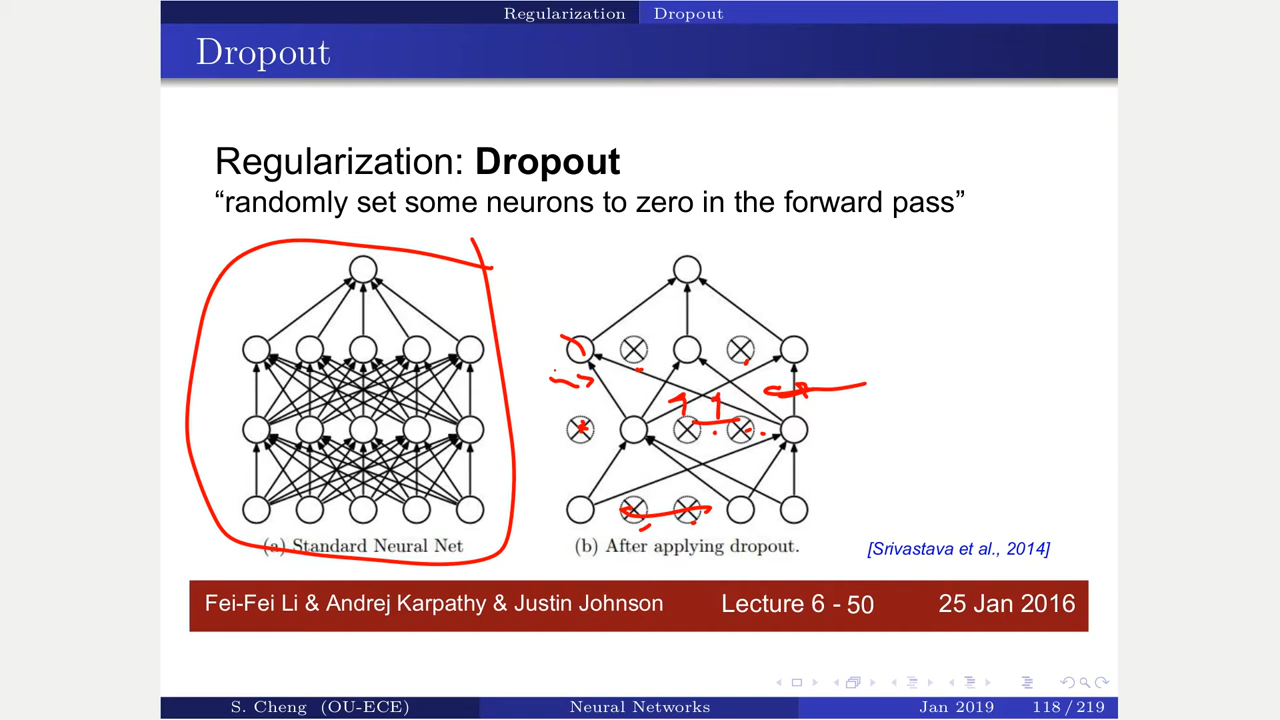 Regularization Dropout
Dropout
Regularization: Dropout
“randomly set some neurons to zero in the forward pass”
(a) Standard Neural Net
(b) After applying dropout.
[Srivastava et al., 2014]
Fei-Fei Li & Andrej Karpathy & Justin Johnson Lecture 6 - 50 25 Jan 2016
S. Cheng (OU-ECE) Neural Networks Jan 2019 118 / 219